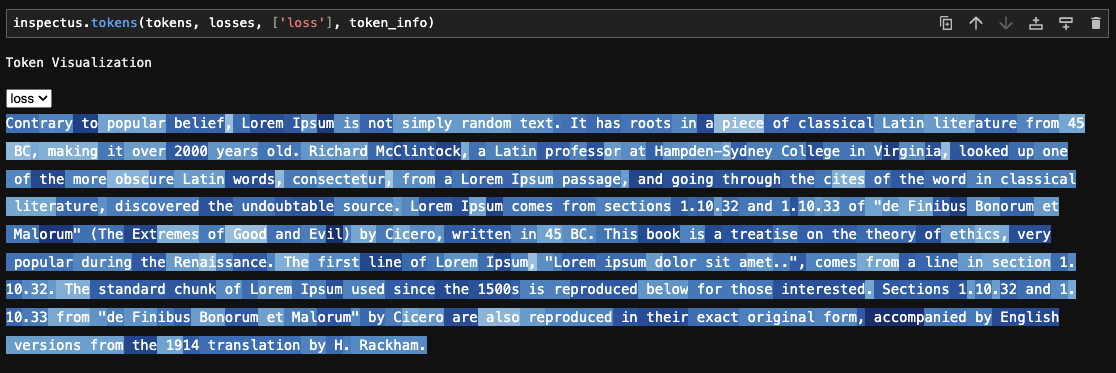 inspectus.tokens(tokens, losses, ['loss'], token_info)
Token Visualization
loss
Contrary to popular belief, Lorem Ipsum is not simply random text. It has roots in a piece of classical Latin literature from 45
BC, making it over 2000 years old. Richard McClintock, a Latin professor at Hampden-Sydney College in Virginia, looked up one
of the more obscure Latin words, consectetur, from a Lorem Ipsum passage, and going through the cites of the word in classical
literature, discovered the undoubtable source. Lorem Ipsum comes from sections 1.10.32 and 1.10.33 of "de Finibus Bonorum et
Malorum" (The Extremes of Good and Evil) by Cicero, written in 45 BC. This book is a treatise on the theory of ethics, very
popular during the Renaissance. The first line of Lorem Ipsum, "Lorem ipsum dolor sit amet..", comes from a line in section 1.
10.32. The standard chunk of Lorem Ipsum used since the 1500s is reproduced below for those interested. Sections 1.10.32 and 1.
10.33 from "de Finibus Bonorum et Malorum" by Cicero are also reproduced in their exact original form, accompanied by English
versions from the 1914 translation by H. Rackham.